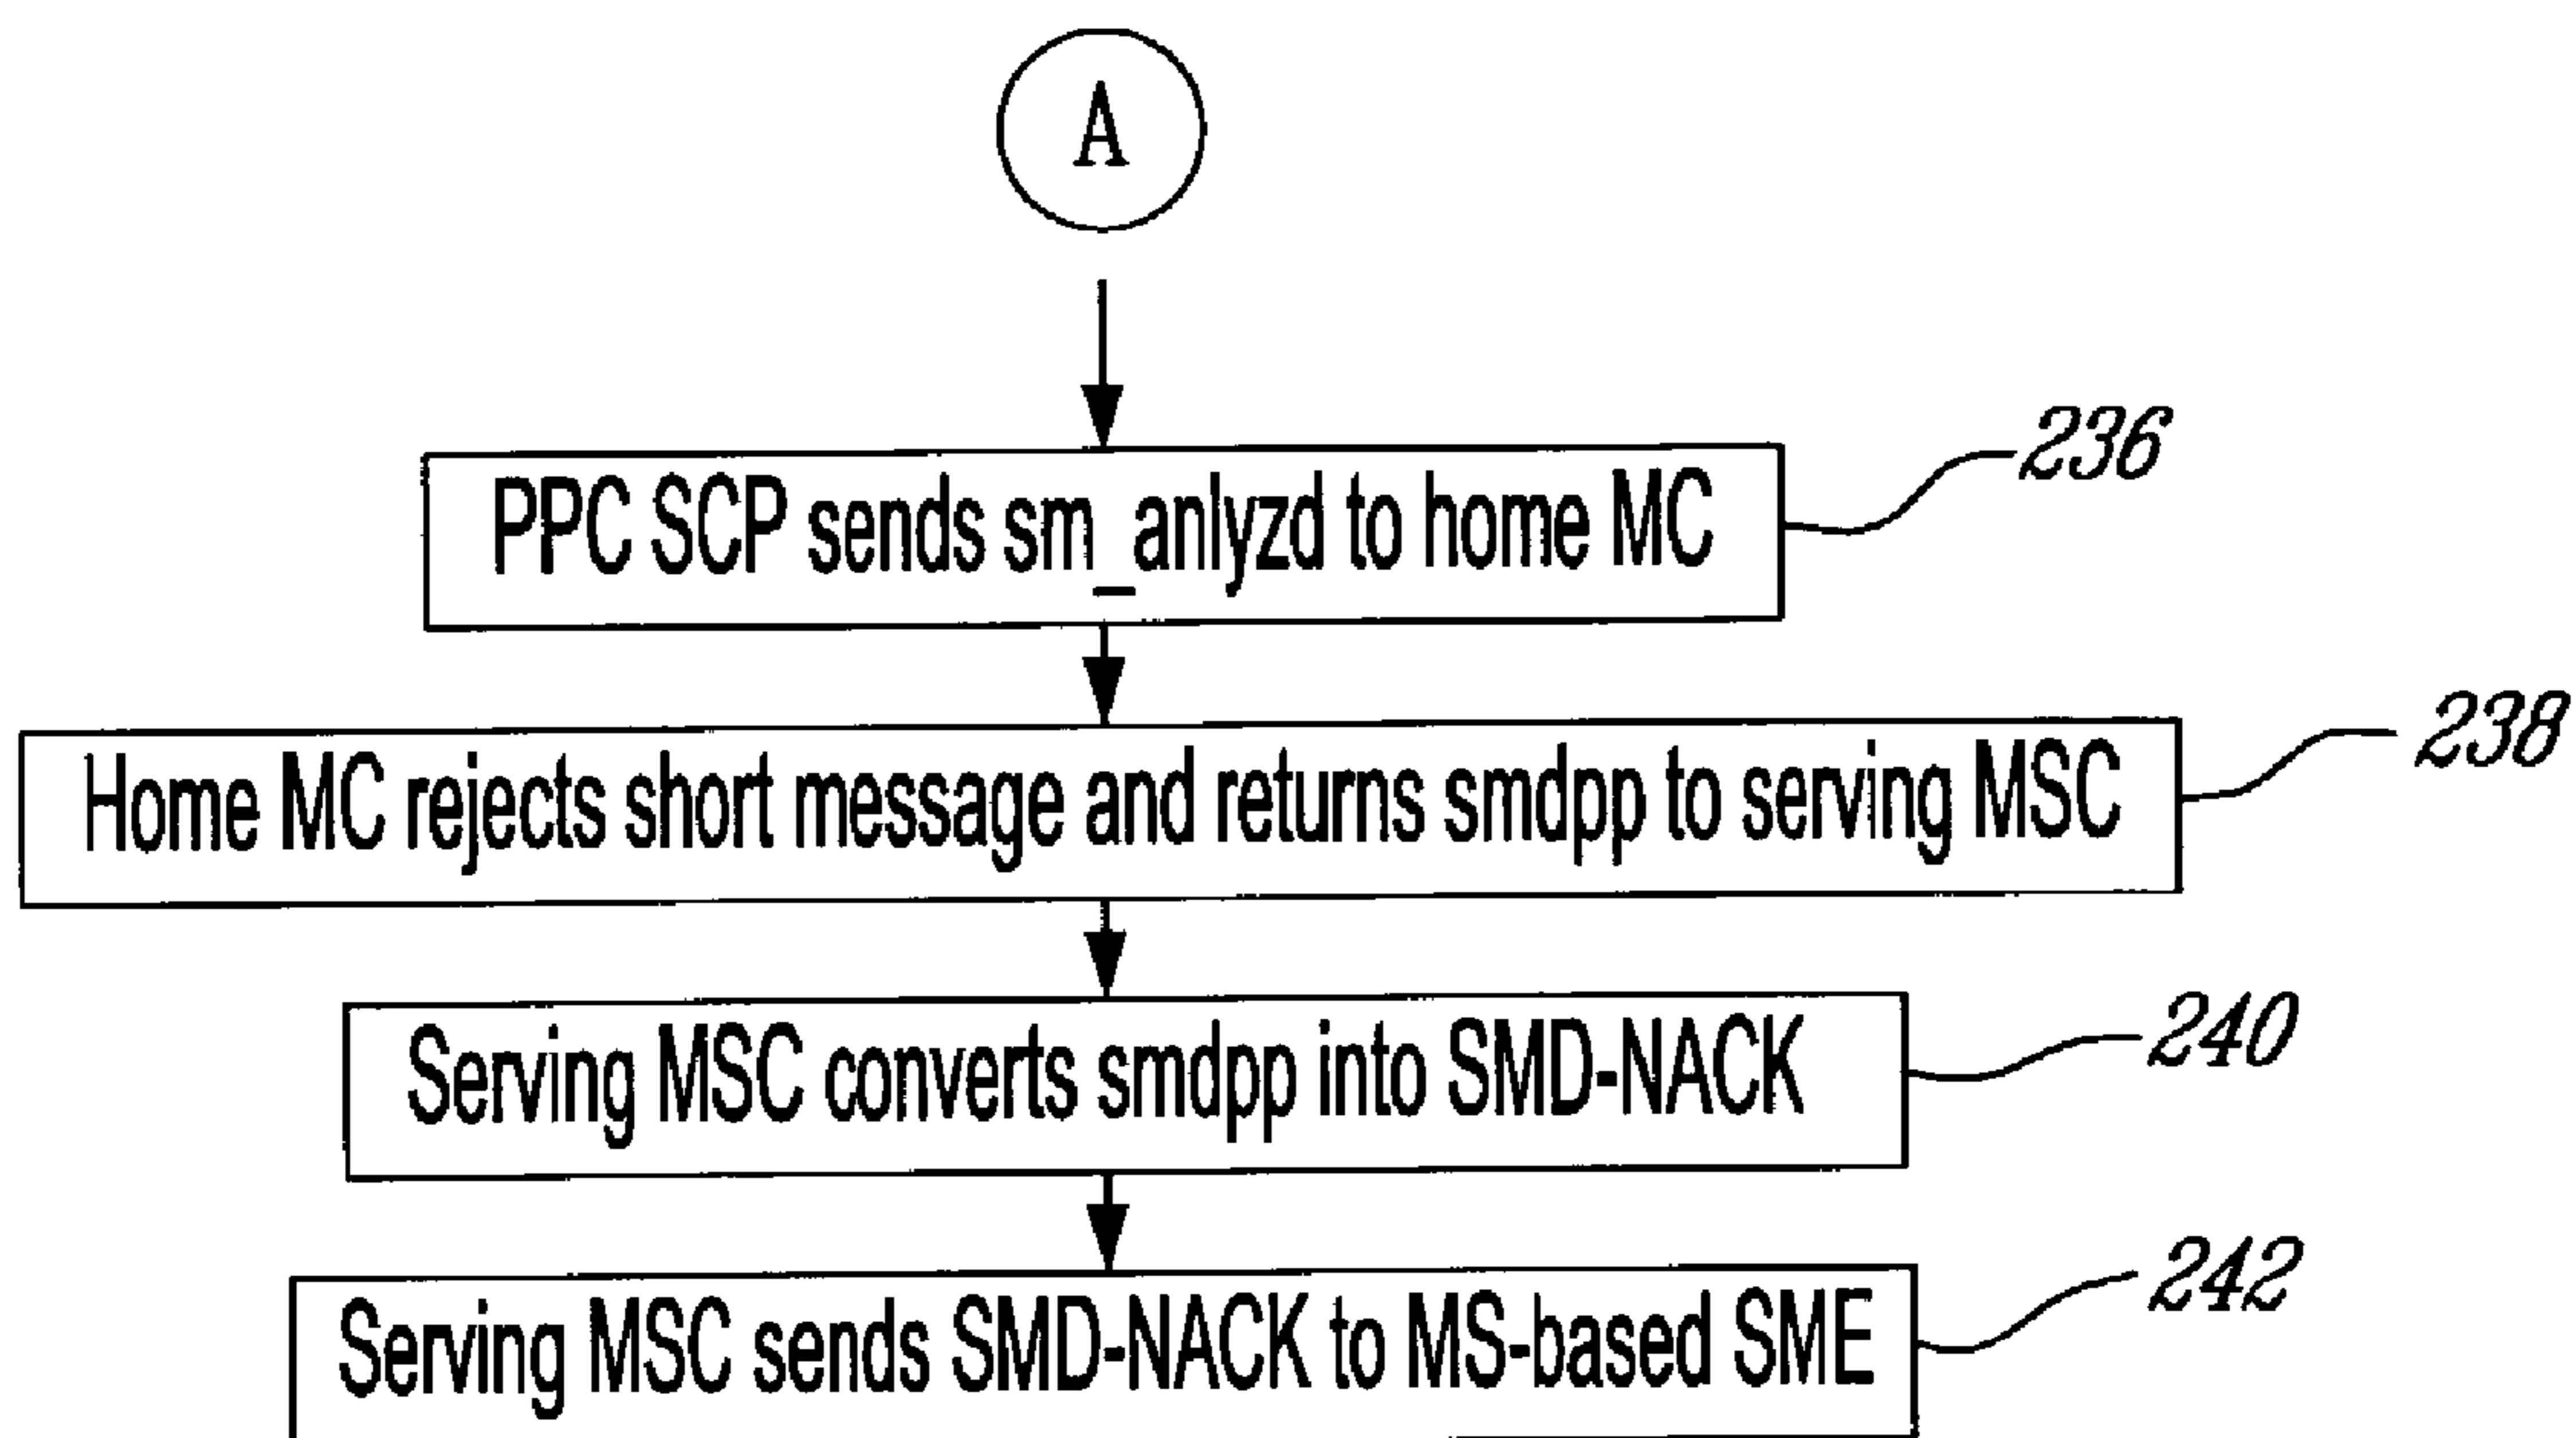 A
PPC SCP sends sm_anlyzd to home MC
236
Home MC rejects short message and returns smdpp to serving MSC
238
Serving MSC converts smdpp into SMD-NACK
240
Serving MSC sends SMD-NACK to MS-based SME
242